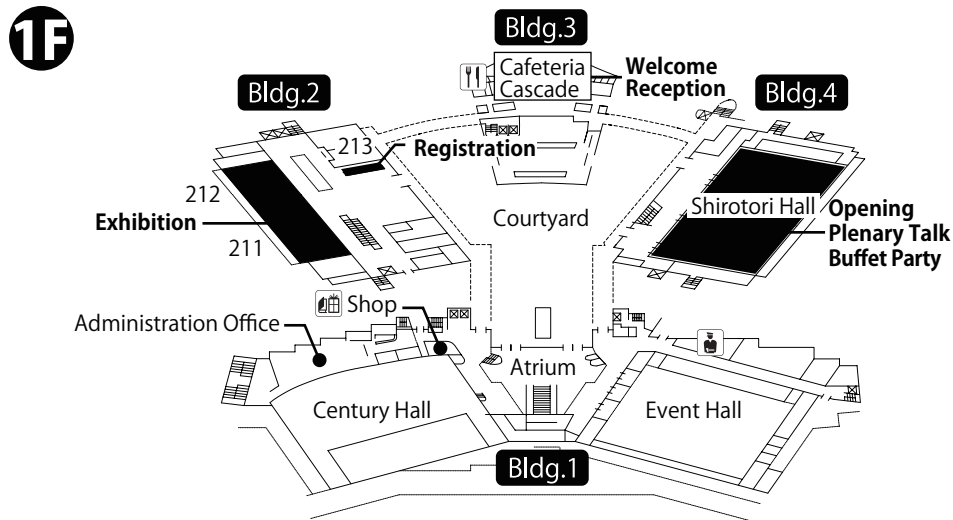 1F
Bldg.3
Cafeteria
Cascade
Welcome
Reception
Bldg.2
Bldg.4
213
Registration
212
Exhibition
211
Courtyard
Shirotori Hall
Opening
Plenary Talk
Buffet Party
Shop
Administration Office
Atrium
Century Hall
Event Hall
Bldg.1